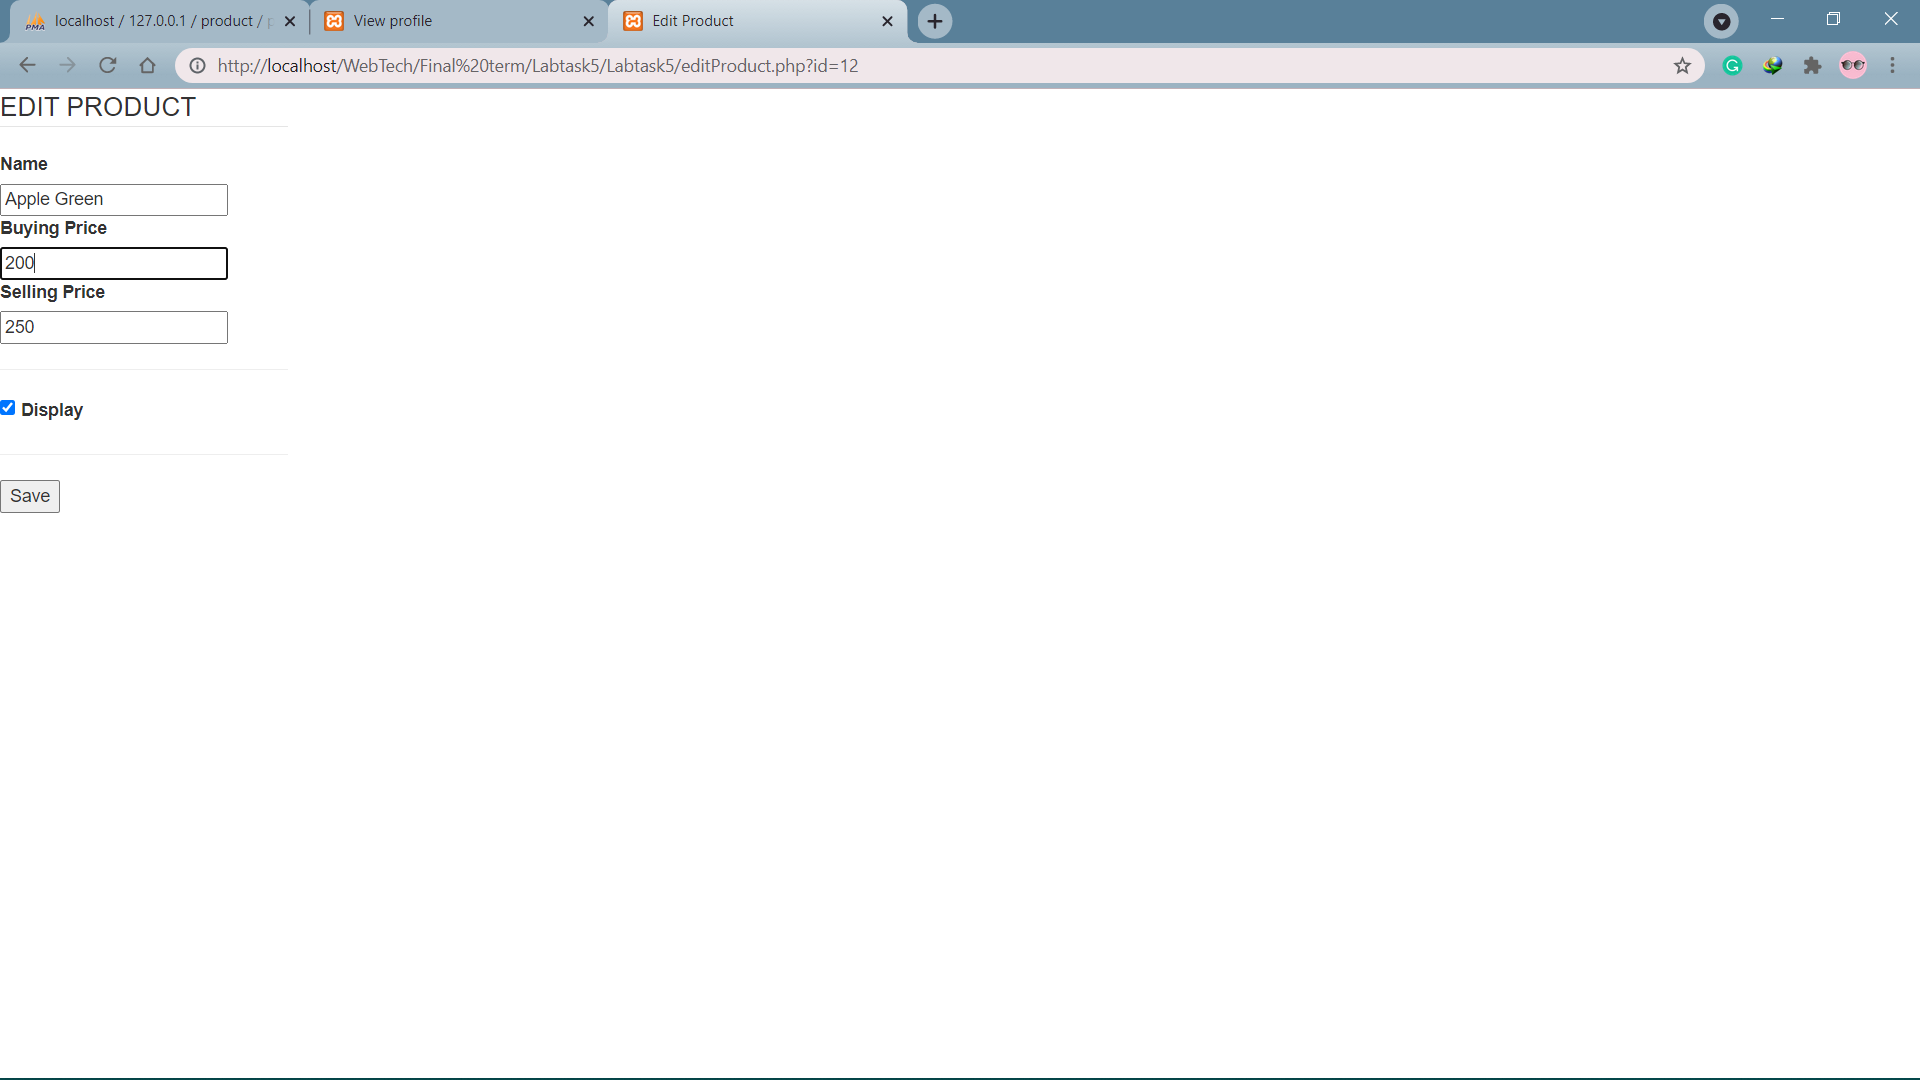 PMA localhost / 127.0.0.1 / product / p
View profile
Edit Product
http://localhost/WebTech/Final%20term/Labtask5/Labtask5/editProduct.php?id=12
EDIT PRODUCT
Name
Apple Green
Buying Price
200
Selling Price
250
Display
Save